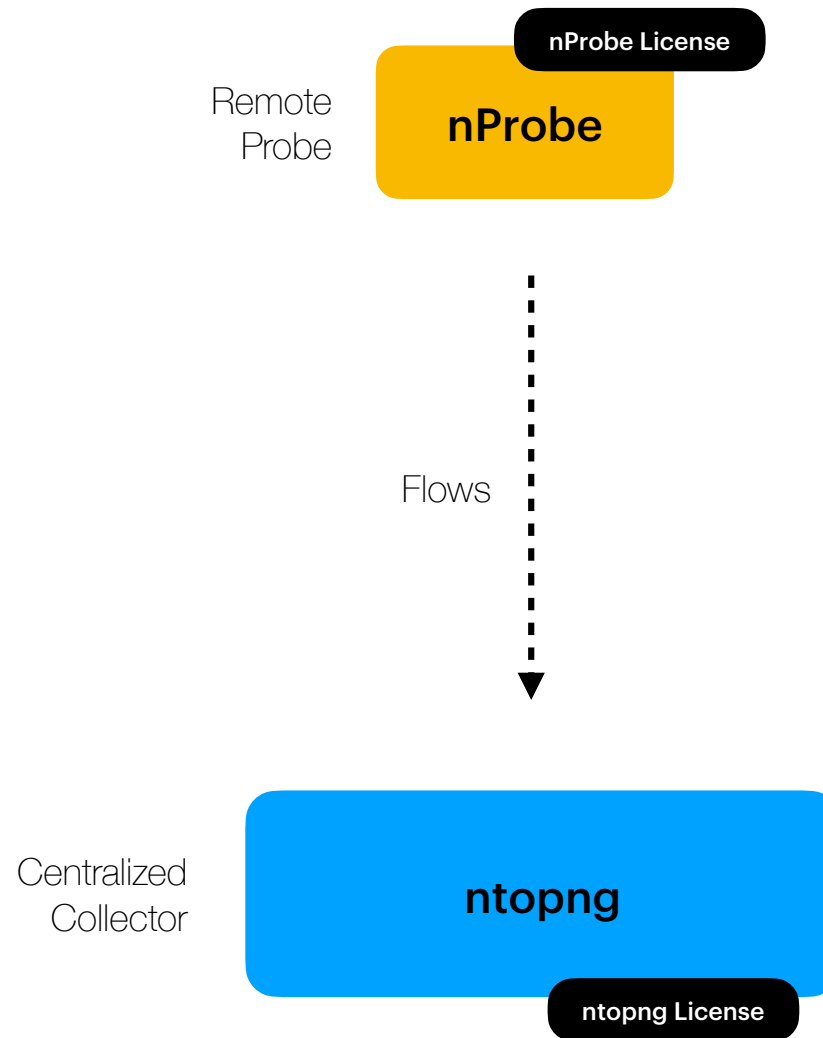 nProbe License
Remote
Probe
nProbe
Flows
Centralized
Collector
ntopng
ntopng License